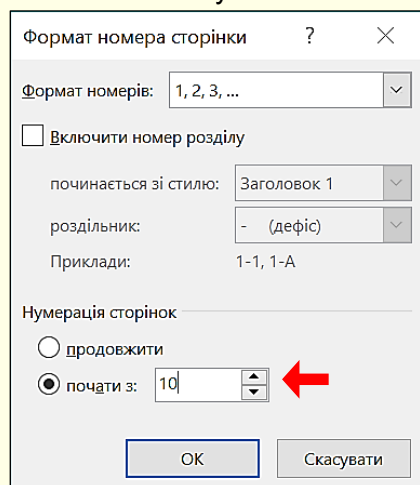 Формат номера сторінки ?
Формат номерів: 1, 2, 3, ...
Включити номер розділу
починається зі стилю: Заголовок 1
роздільник: - (дефіс)
Приклади: 1-1, 1-A
Нумерація сторінок
продовжити
почати з: 10
ОК Скасувати